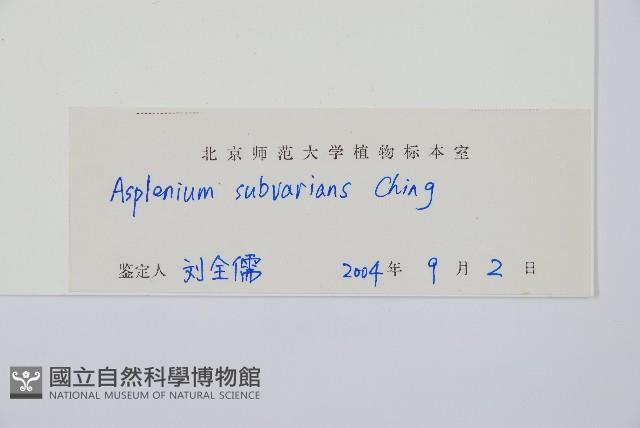 北京师范大学植物标本室
Asplenium subvarians Ching
鉴定人 刘全儒 2004年 9月 2日
國立自然科學博物館
NATIONAL MUSEUM OF NATURAL SCIENCE